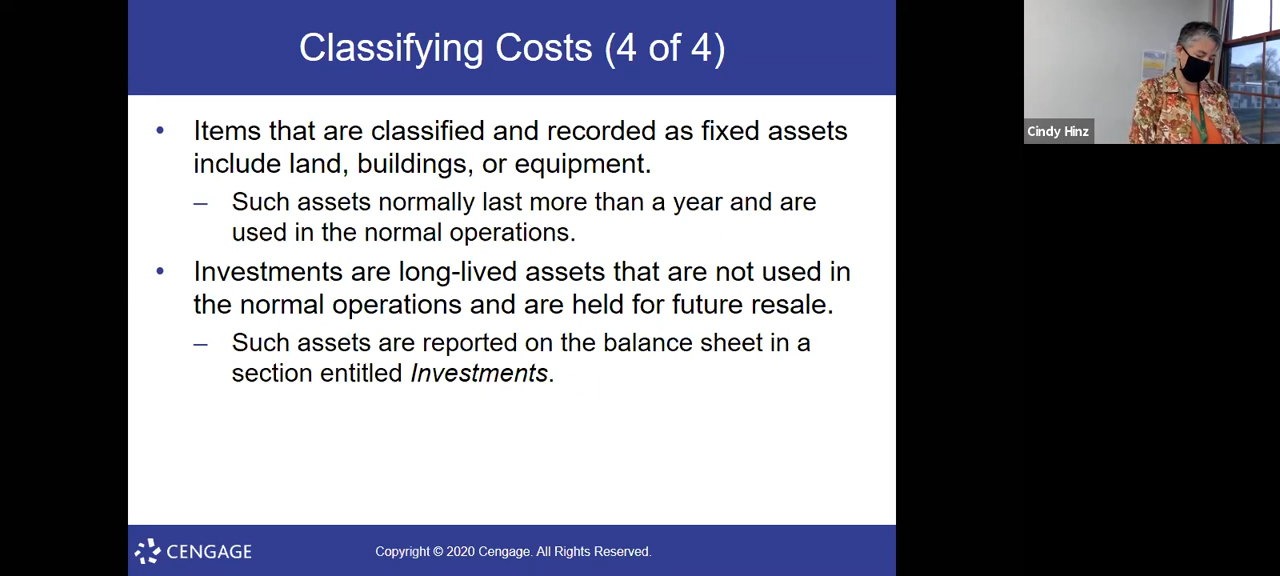 Classifying Costs (4 of 4)
• Items that are classified and recorded as fixed assets
include land, buildings, or equipment.
– Such assets normally last more than a year and are
used in the normal operations.
• Investments are long-lived assets that are not used in
the normal operations and are held for future resale.
– Such assets are reported on the balance sheet in a
section entitled Investments.
CENGAGE
Copyright © 2020 Cengage. All Rights Reserved.
Cindy Hinz